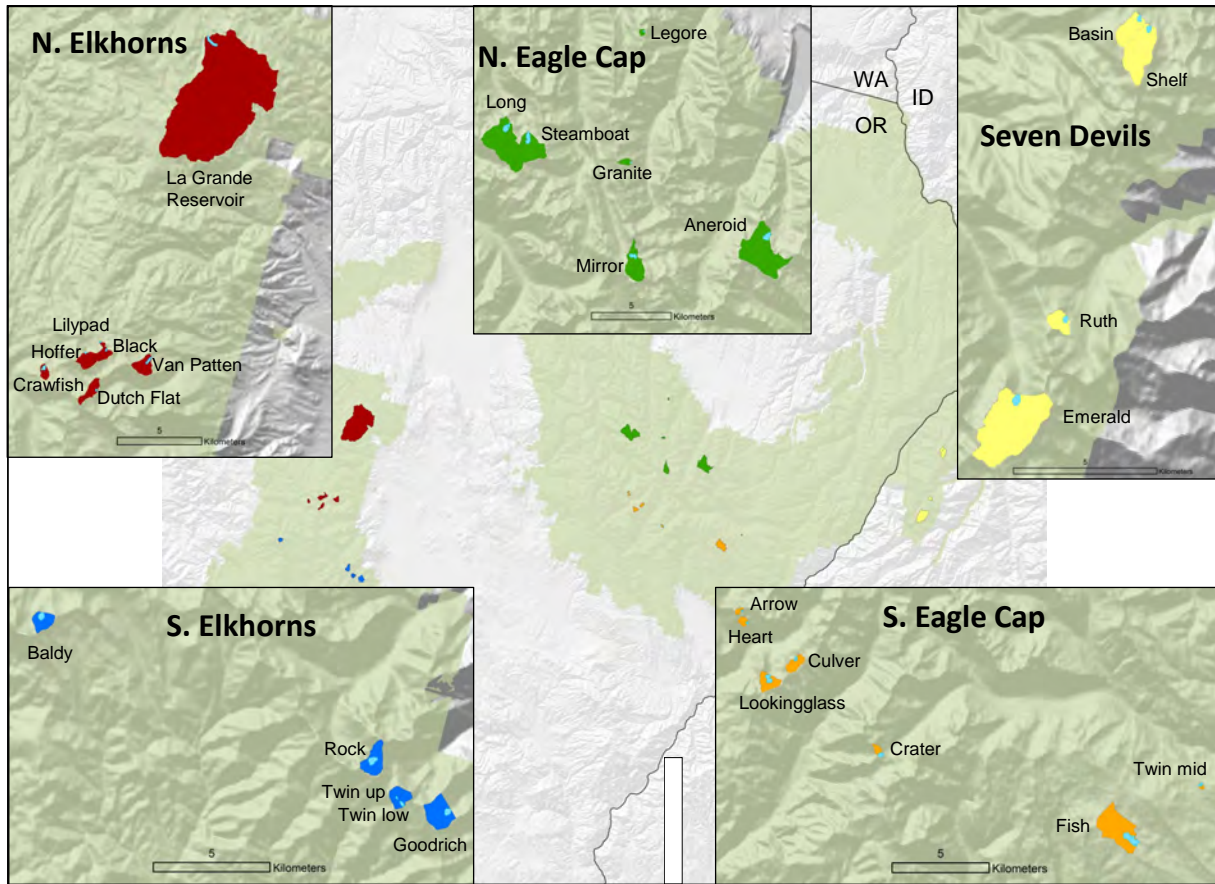 N. Elkhorns
La Grande
Reservoir
Lilypad
Hoffer
Black
Van Patten
Crawfish
Dutch Flat
5
Kilometers
N. Eagle Cap
Legore
Long
Steamboat
Granite
Aneroid
Mirror
5
Kilometers
WA
ID
OR
Basin
Shelf
Seven Devils
Ruth
Emerald
5
Kilometers
S. Elkhorns
Baldy
Rock
Twin up
Twin low
Goodrich
5
Kilometers
S. Eagle Cap
Arrow
Heart
Culver
Lookingglass
Crater
Twin mid
Fish
5
Kilometers